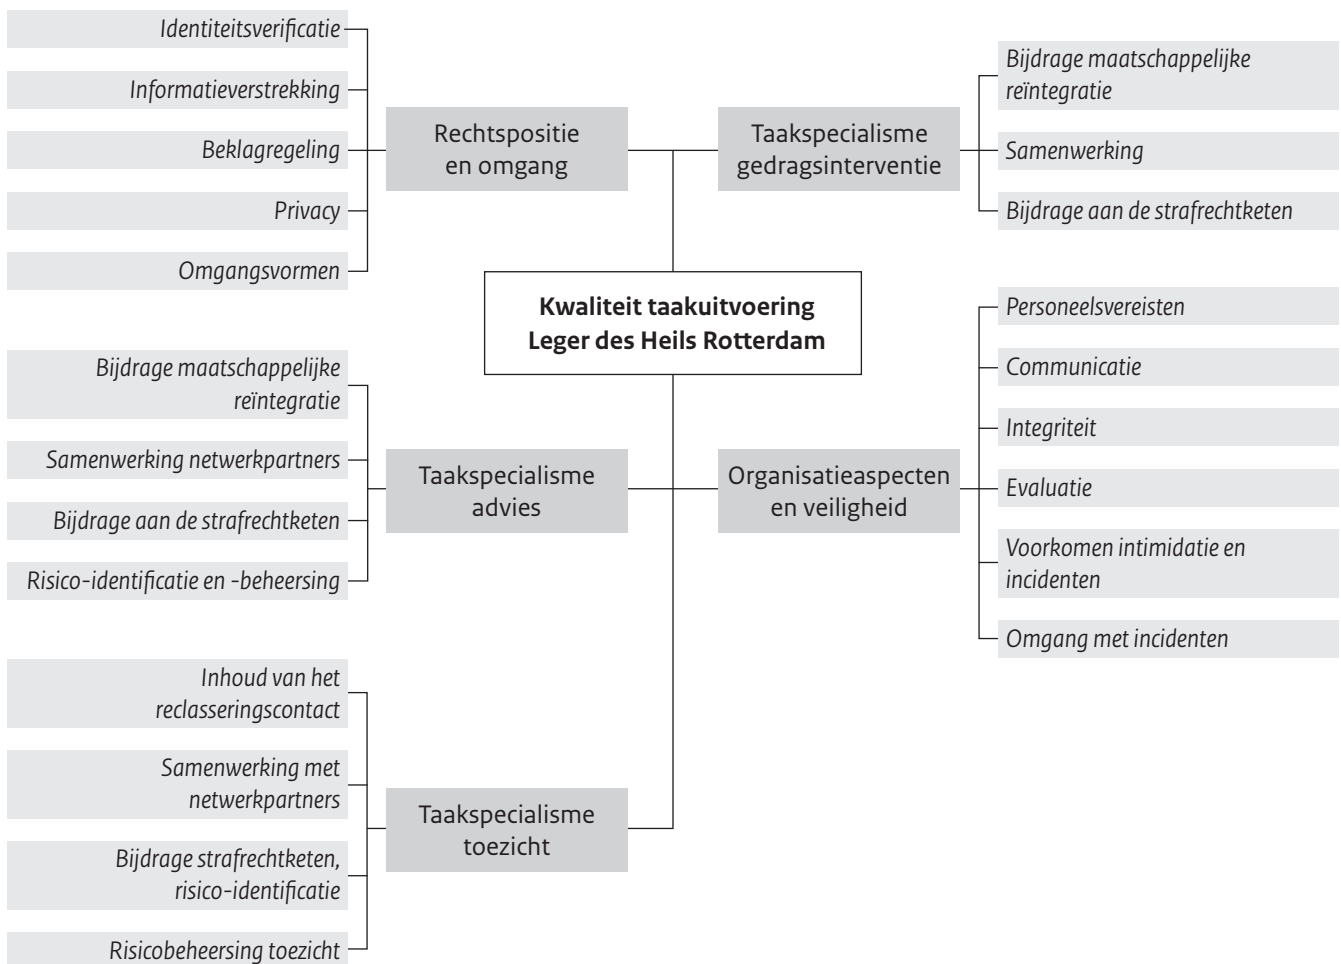 Identiteitsverificatie
Informatieverstrekking
Beklagregeling
Privacy
Omgangsvormen
Rechtspositie
en omgang
Taakspecialisme
gedragsinterventie
Bijdrage maatschappelijke
reïntegratie
Samenwerking
Bijdrage aan de strafrechtketen
Kwaliteit taakuitvoering
Leger des Heils Rotterdam
Bijdrage maatschappelijke
reïntegratie
Samenwerking netwerkpartners
Bijdrage aan de strafrechtketen
Risico-identificatie en -beheersing
Taakspecialisme
advies
Organisatieaspecten
en veiligheid
Personeelsvereisten
Communicatie
Integriteit
Evaluatie
Voorkomen intimidatie en
incidenten
Omgang met incidenten
Inhoud van het
reclasseringscontact
Samenwerking met
netwerkpartners
Bijdrage strafrechtketen,
risico-identificatie
Risicobeheersing toezicht
Taakspecialisme
toezicht